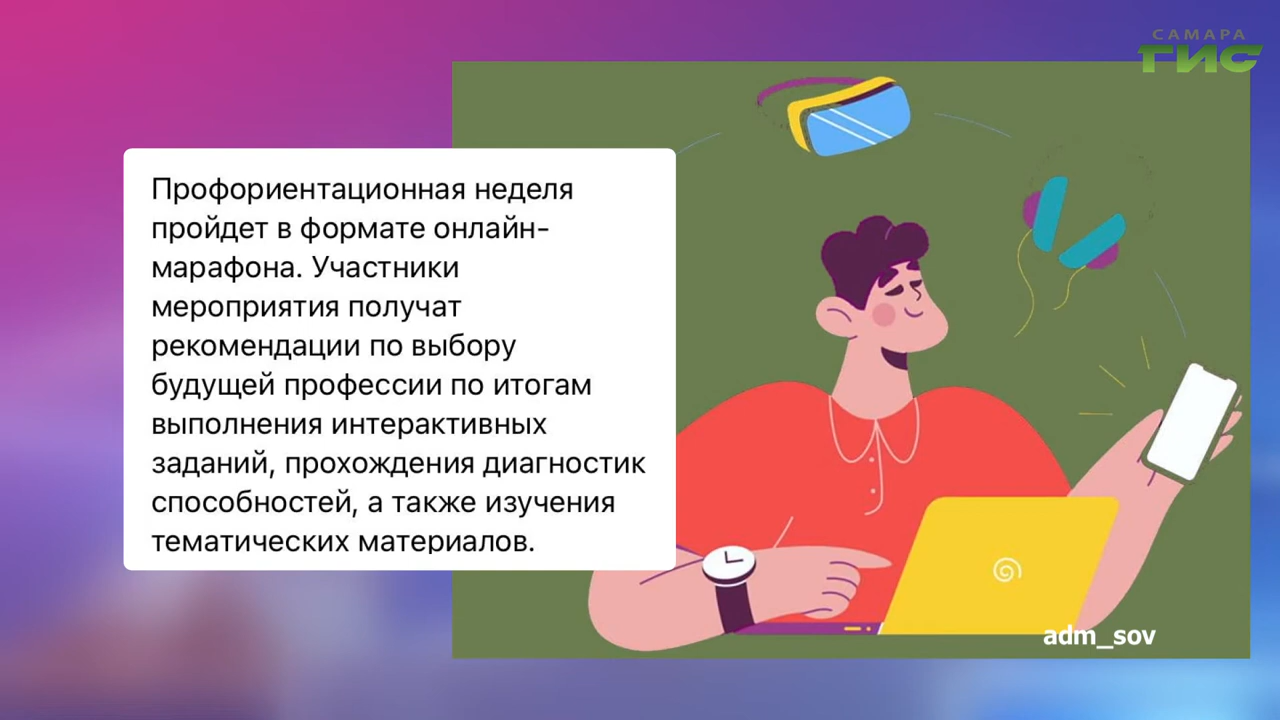 САМАРА
ГИС
Профориентационная неделя
пройдет в формате онлайн-
марафона. Участники
мероприятия получат
рекомендации по выбору
будущей профессии по итогам
выполнения интерактивных
заданий, прохождения диагностик
способностей, а также изучения
тематических материалов.
adm_sov